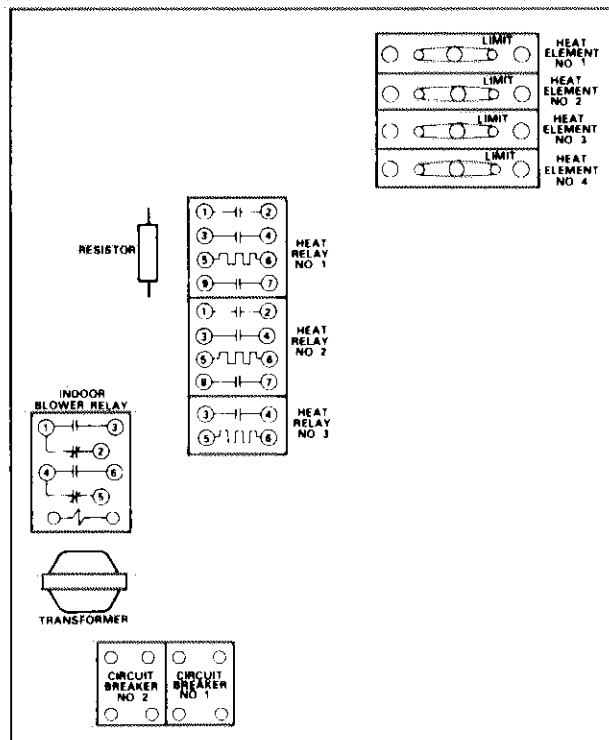 LIMIT
HEAT
ELEMENT
NO 1
LIMIT
HEAT
ELEMENT
NO 2
LIMIT
HEAT
ELEMENT
NO 3
LIMIT
HEAT
ELEMENT
NO 4
RESISTOR
1 2
3 4
5 6
9 7
HEAT
RELAY
NO 1
1 2
3 4
5 6
8 7
HEAT
RELAY
NO 2
3 4
5 6
HEAT
RELAY
NO 3
INDOOR
BLOWER RELAY
1 3
2
4 6
5
TRANSFORMER
CIRCUIT
BREAKER
NO 2
CIRCUIT
BREAKER
NO 1